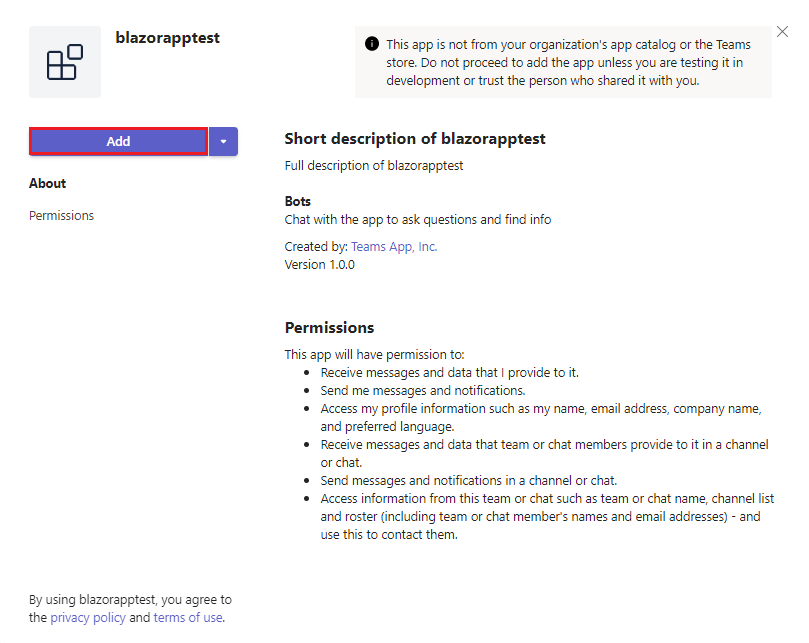 blazorapptest
This app is not from your organization's app catalog or the Teams
store. Do not proceed to add the app unless you are testing it in
development or trust the person who shared it with you.
Add
About
Permissions
Short description of blazorapptest
Full description of blazorapptest
Bots
Chat with the app to ask questions and find info
Created by: Teams App, Inc.
Version 1.0.0
Permissions
This app will have permission to:
• Receive messages and data that I provide to it.
• Send me messages and notifications.
• Access my profile information such as my name, email address, company name,
and preferred language.
• Receive messages and data that team or chat members provide to it in a channel
or chat.
• Send messages and notifications in a channel or chat.
• Access information from this team or chat such as team or chat name, channel list
and roster (including team or chat member's names and email addresses) - and
use this to contact them.
By using blazorapptest, you agree to
the privacy policy and terms of use.